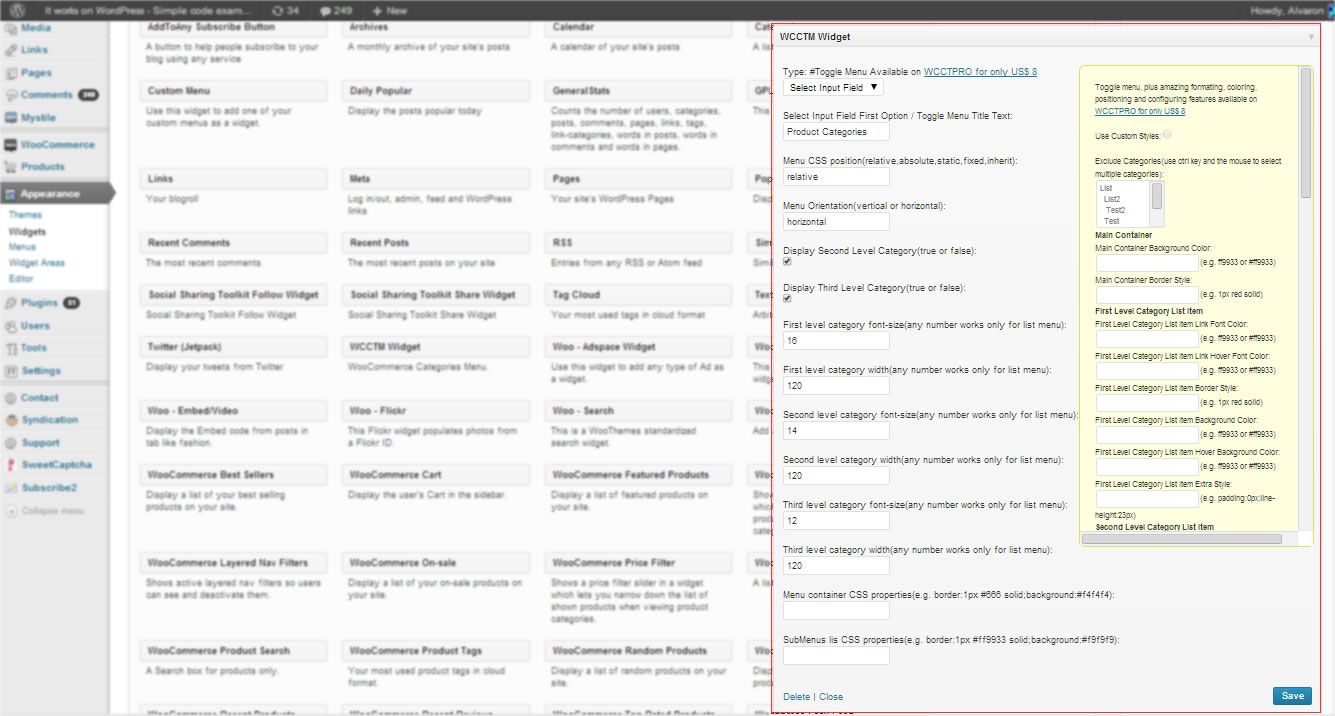 It works on WordPress - Simple code exam... 34 249 + New Howdy, Alvaron
Media
Links
Pages
Comments 249
Mystile
WooCommerce
Products
Appearance
Themes
Widgets
Menus
Widget Areas
Editor
Plugins 51
Users
Tools
Settings
Contact
Syndication
Support
SweetCaptcha
Subscribe2
Collapse menu
AddToAny Subscribe Button
A button to help people subscribe to your
blog using any service
Archives
A monthly archive of your site's posts
Calendar
A calendar of your site's posts
Custom Menu
Use this widget to add one of your
custom menus as a widget.
Daily Popular
Display the posts popular today
GeneralStats
Counts the number of users, categories,
posts, comments, pages, links, tags,
link-categories, words in posts, words in
comments and words in pages.
Links
Your blogroll
Meta
Log in/out, admin, feed and WordPress
links
Pages
Your site's WordPress Pages
Recent Comments
The most recent comments
Recent Posts
The most recent posts on your site
RSS
Entries from any RSS or Atom feed
Social Sharing Toolkit Follow Widget
Social Sharing Toolkit Follow Widget
Social Sharing Toolkit Share Widget
Social Sharing Toolkit Share Widget
Tag Cloud
Your most used tags in cloud format
Twitter (Jetpack)
Display your tweets from Twitter
WCCTM Widget
WooCommerce Categories Menu.
Woo - Adspace Widget
Use this widget to add any type of Ad as
a widget.
Woo - Embed/Video
Display the Embed code from posts in
tab like fashion.
Woo - Flickr
This Flickr widget populates photos from
a Flickr ID.
Woo - Search
This is a WooThemes standardized
search widget.
WooCommerce Best Sellers
Display a list of your best selling
products on your site.
WooCommerce Cart
Display the user's Cart in the sidebar.
WooCommerce Featured Products
Display a list of featured products on
your site.
WooCommerce Layered Nav Filters
Shows active layered nav filters so users
can see and deactivate them.
WooCommerce On-sale
Display a list of your on-sale products on
your site.
WooCommerce Price Filter
Shows a price filter slider in a widget
which lets you narrow down the list of
shown products when viewing product
categories.
WooCommerce Product Search
A Search box for products only.
WooCommerce Product Tags
Your most used product tags in cloud
format.
WooCommerce Random Products
Display a list of random products on your
site.
WCCTM Widget
Type: #Toggle Menu Available on WCCTPRO for only US$ 8
Select Input Field
Select Input Field First Option / Toggle Menu Title Text:
Product Categories
Menu CSS position(relative,absolute,static,fixed,inherit):
relative
Menu Orientation(vertical or horizontal):
horizontal
Display Second Level Category(true or false):
Display Third Level Category(true or false):
First level category font-size(any number works only for list menu):
16
First level category width(any number works only for list menu):
120
Second level category font-size(any number works only for list menu):
14
Second level category width(any number works only for list menu):
120
Third level category font-size(any number works only for list menu):
12
Third level category width(any number works only for list menu):
120
Menu container CSS properties(e.g. border:1px #666 solid;background:#f4f4f4):
SubMenus lis CSS properties(e.g. border:1px #ff9933 solid;background:#f9f9f9):
Delete | Close
Save
Toggle menu, plus amazing formating, coloring,
positioning and configuring features available on
WCCTPRO for only US$ 8
Use Custom Styles:
Exclude Categories(use ctrl key and the mouse to select
multiple categories):
List
List2
Test2
Test
Main Container
Main Container Background Color:
(e.g. ff9933 or #ff9933)
Main Container Border Style:
(e.g. 1px red solid)
First Level Category List Item
First Level Category List Item Link Font Color:
(e.g. ff9933 or #ff9933)
First Level Category List Item Link Hover Font Color:
(e.g. ff9933 or #ff9933)
First Level Category List Item Border Style:
(e.g. 1px red solid)
First Level Category List Item Background Color:
(e.g. ff9933 or #ff9933)
First Level Category List Item Hover Background Color:
(e.g. ff9933 or #ff9933)
First Level Category List Item Extra Style:
(e.g. padding:0px;line-
height:23px)
Second Level Category List Item